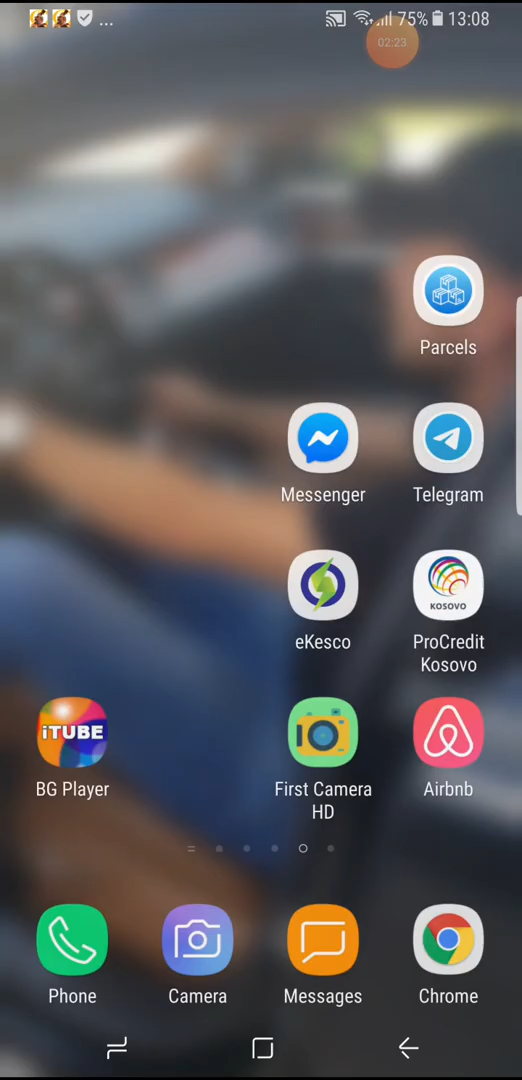 ... 75% 13:08
02:23
Parcels
Messenger Telegram
KOSOVO
eKesco ProCredit
Kosovo
iTUBE
BG Player First Camera Airbnb
HD
Phone Camera Messages Chrome